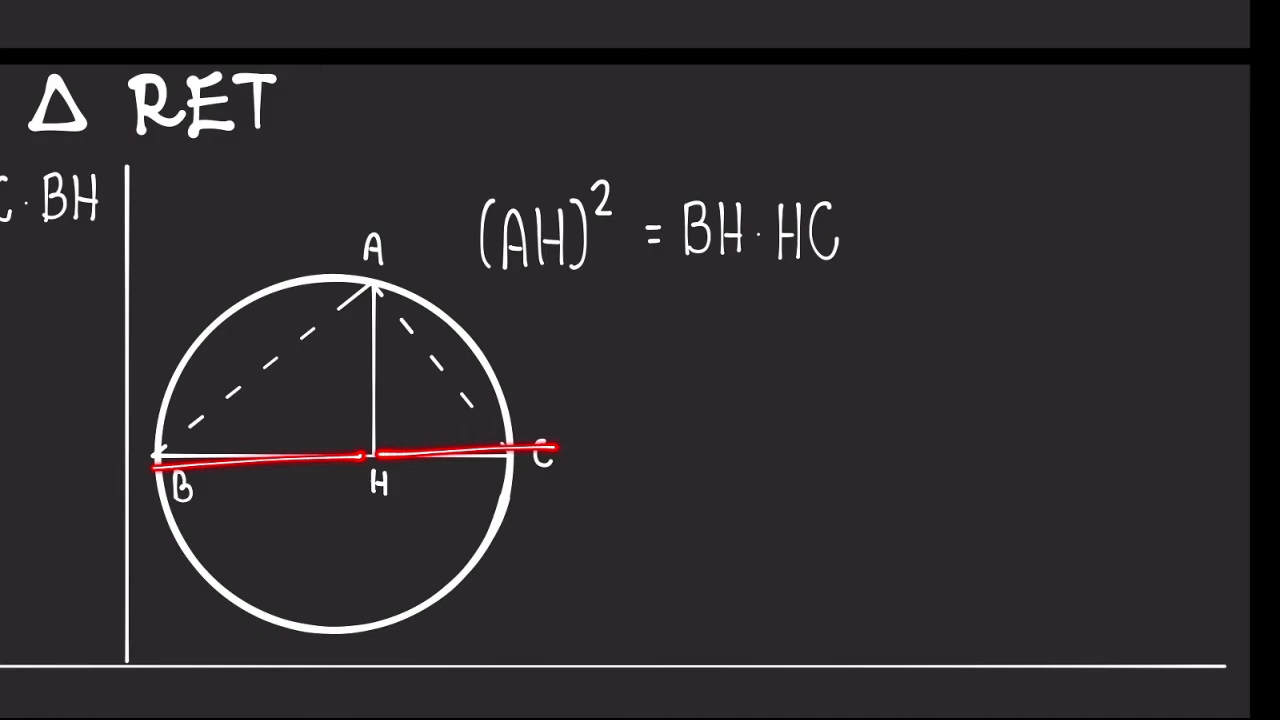 Δ RET
C · BH
(AH)² = BH · HC
A
B
H
C